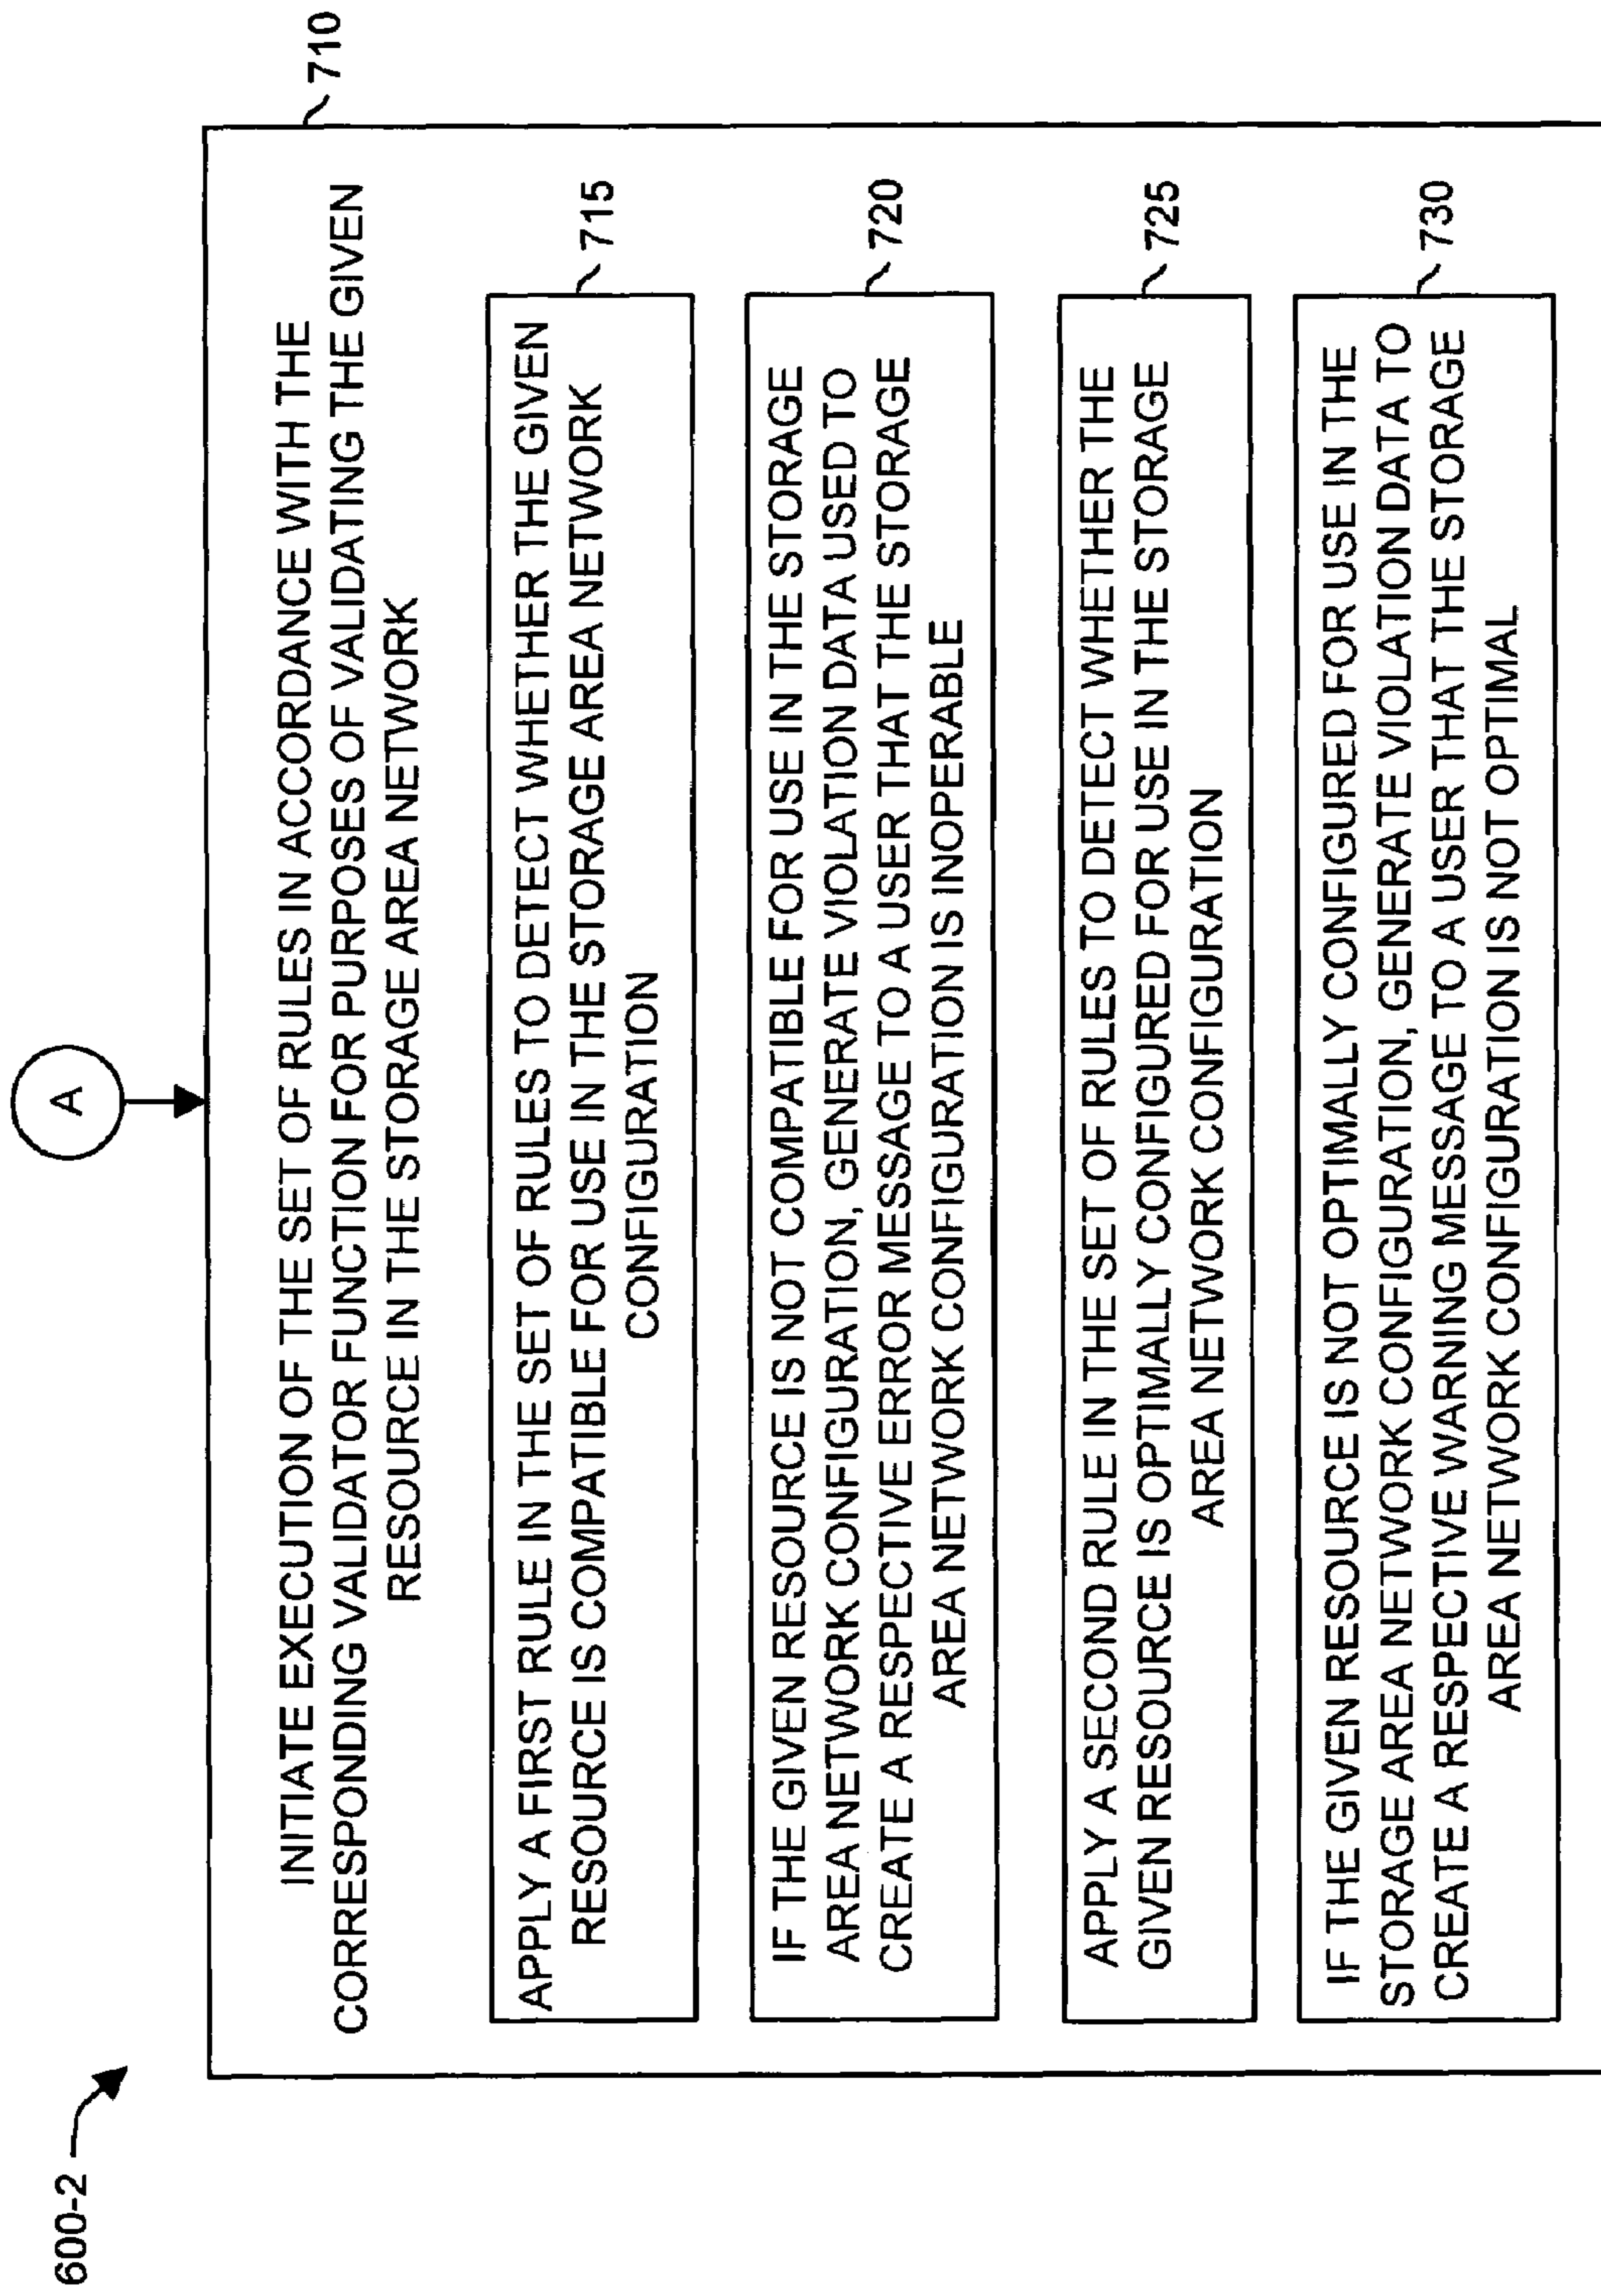 600-2
A
710
INITIATE EXECUTION OF THE SET OF RULES IN ACCORDANCE WITH THE
CORRESPONDING VALIDATOR FUNCTION FOR PURPOSES OF VALIDATING THE GIVEN
RESOURCE IN THE STORAGE AREA NETWORK
715
APPLY A FIRST RULE IN THE SET OF RULES TO DETECT WHETHER THE GIVEN
RESOURCE IS COMPATIBLE FOR USE IN THE STORAGE AREA NETWORK
CONFIGURATION
720
IF THE GIVEN RESOURCE IS NOT COMPATIBLE FOR USE IN THE STORAGE
AREA NETWORK CONFIGURATION, GENERATE VIOLATION DATA USED TO
CREATE A RESPECTIVE ERROR MESSAGE TO A USER THAT THE STORAGE
AREA NETWORK CONFIGURATION IS INOPERABLE
725
APPLY A SECOND RULE IN THE SET OF RULES TO DETECT WHETHER THE
GIVEN RESOURCE IS OPTIMALLY CONFIGURED FOR USE IN THE STORAGE
AREA NETWORK CONFIGURATION
730
IF THE GIVEN RESOURCE IS NOT OPTIMALLY CONFIGURED FOR USE IN THE
STORAGE AREA NETWORK CONFIGURATION, GENERATE VIOLATION DATA TO
CREATE A RESPECTIVE WARNING MESSAGE TO A USER THAT THE STORAGE
AREA NETWORK CONFIGURATION IS NOT OPTIMAL